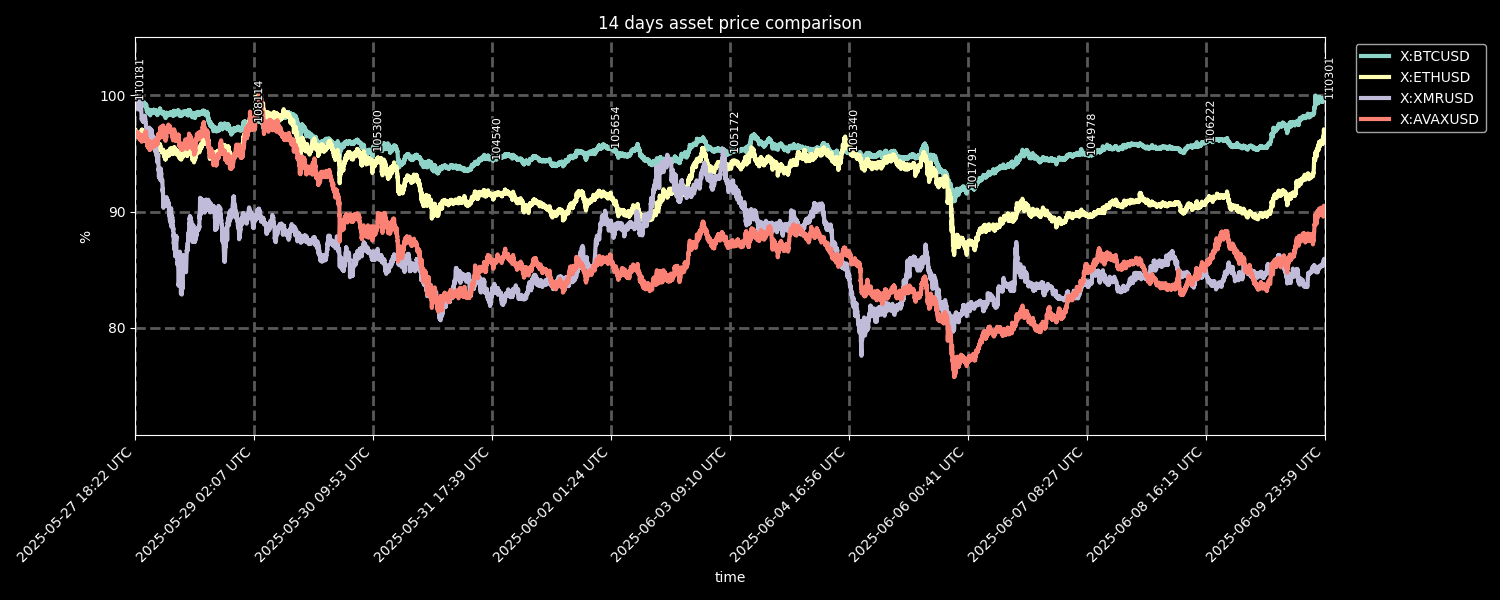 14 days asset price comparison
X:BTCUSD
X:ETHUSD
X:XMRUSD
X:AVAXUSD
100
90
80
%
110181
108114
105300
104540
105654
105172
105340
101791
104978
106222
110301
2025-05-27 18:22 UTC
2025-05-29 02:07 UTC
2025-05-30 09:53 UTC
2025-05-31 17:39 UTC
2025-06-02 01:24 UTC
2025-06-03 09:10 UTC
2025-06-04 16:56 UTC
2025-06-06 00:41 UTC
2025-06-07 08:27 UTC
2025-06-08 16:13 UTC
2025-06-09 23:59 UTC
time